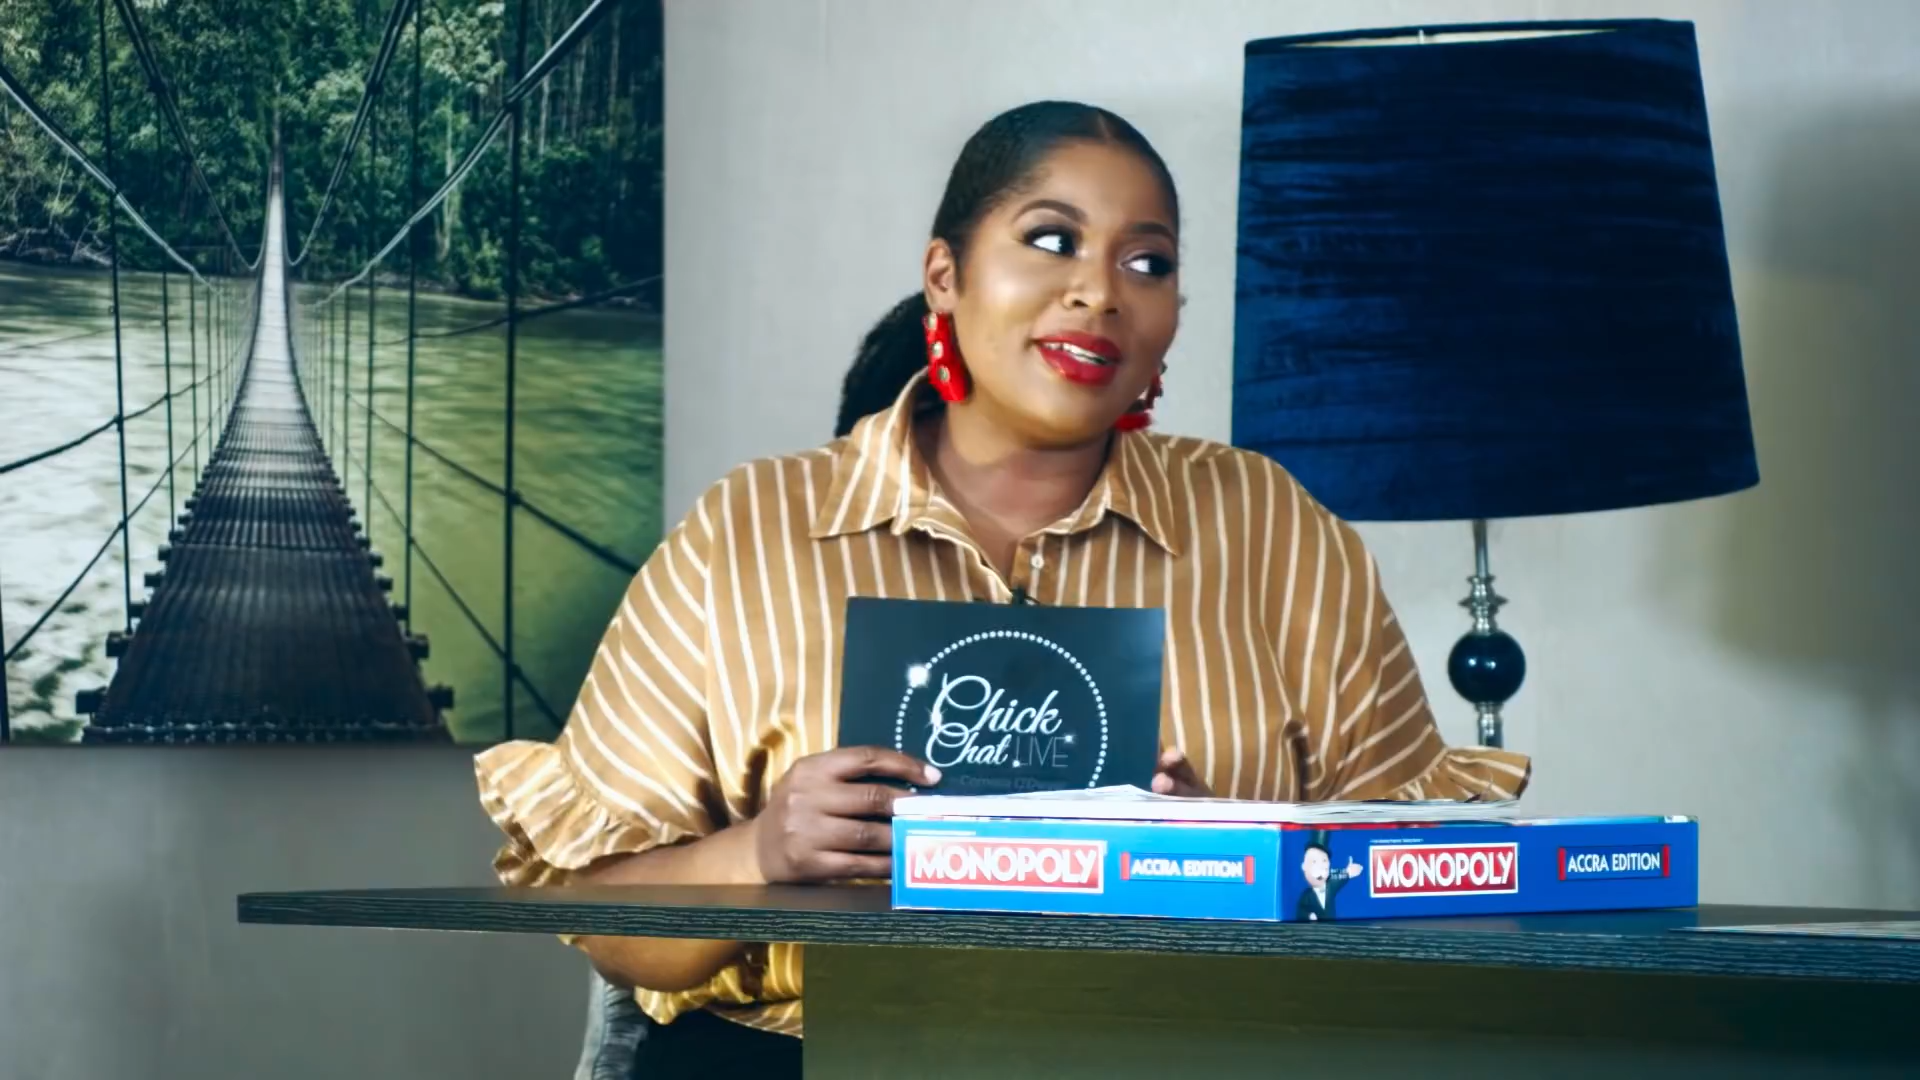 Chick
Chat LIVE
MONOPOLY
ACCRA EDITION
MONOPOLY
ACCRA EDITION